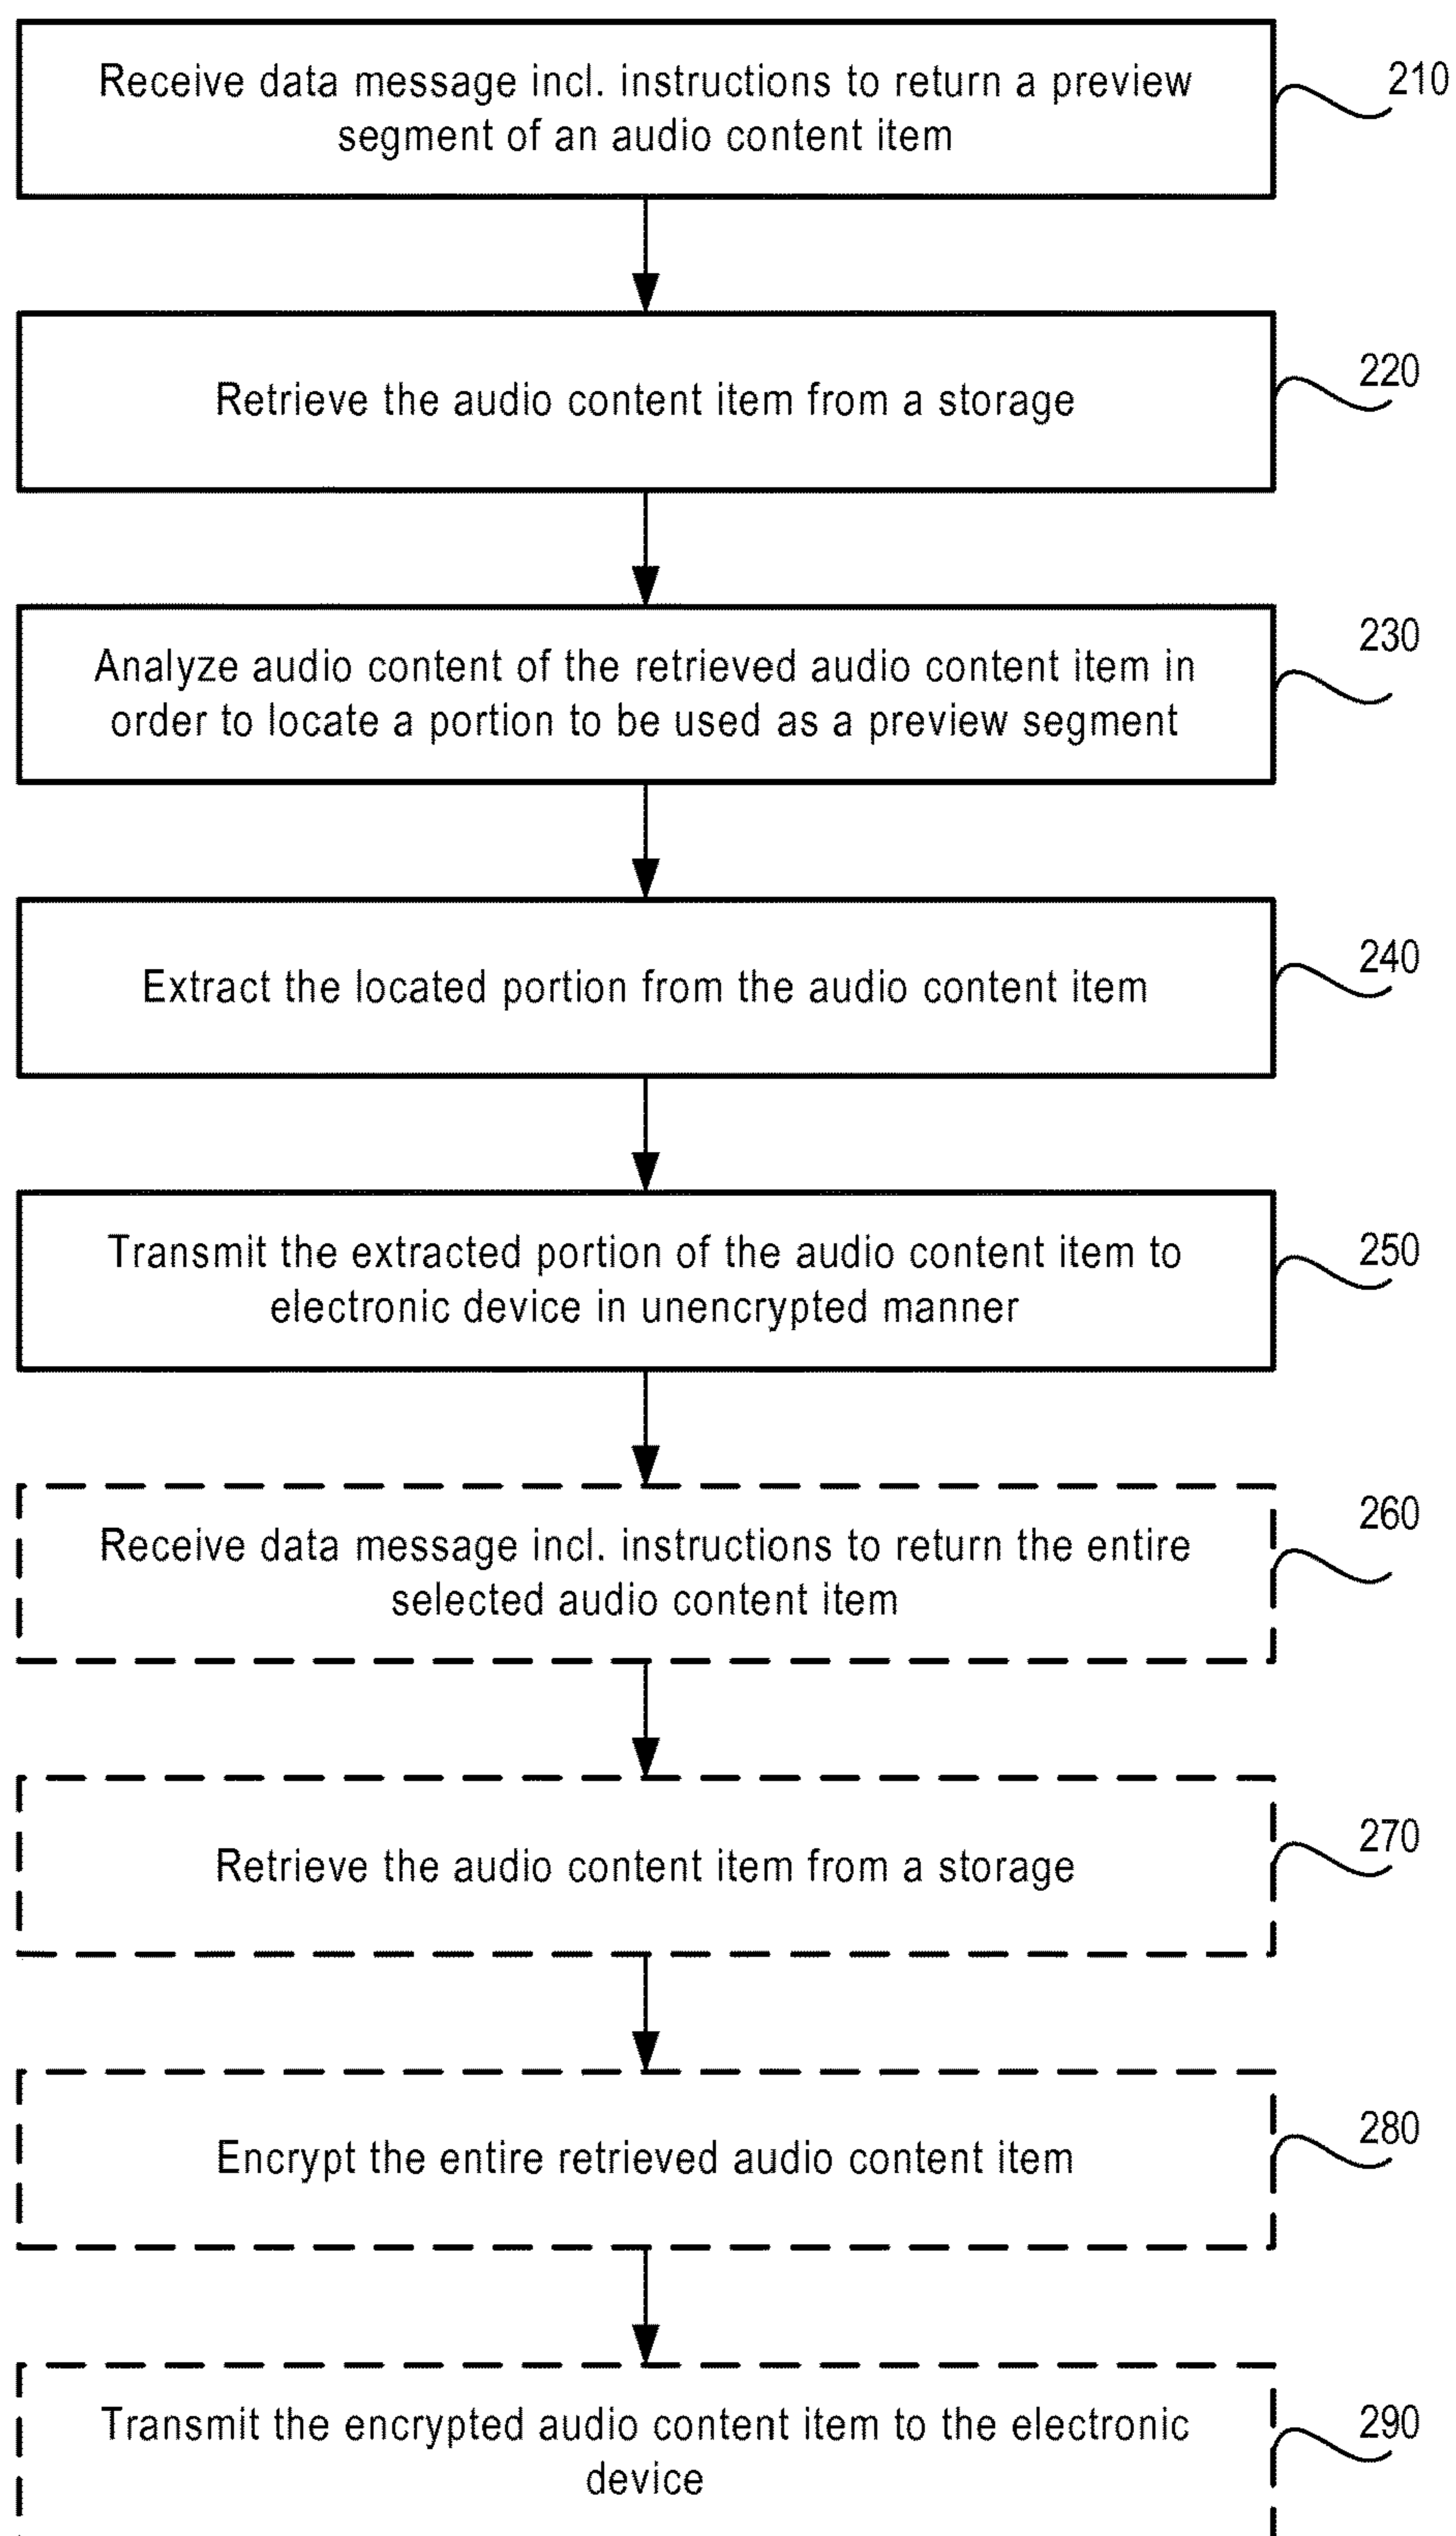 Receive data message incl. instructions to return a preview
segment of an audio content item
210
Retrieve the audio content item from a storage
220
Analyze audio content of the retrieved audio content item in
order to locate a portion to be used as a preview segment
230
Extract the located portion from the audio content item
240
Transmit the extracted portion of the audio content item to
electronic device in unencrypted manner
250
Receive data message incl. instructions to return the entire
selected audio content item
260
Retrieve the audio content item from a storage
270
Encrypt the entire retrieved audio content item
280
Transmit the encrypted audio content item to the electronic
device
290